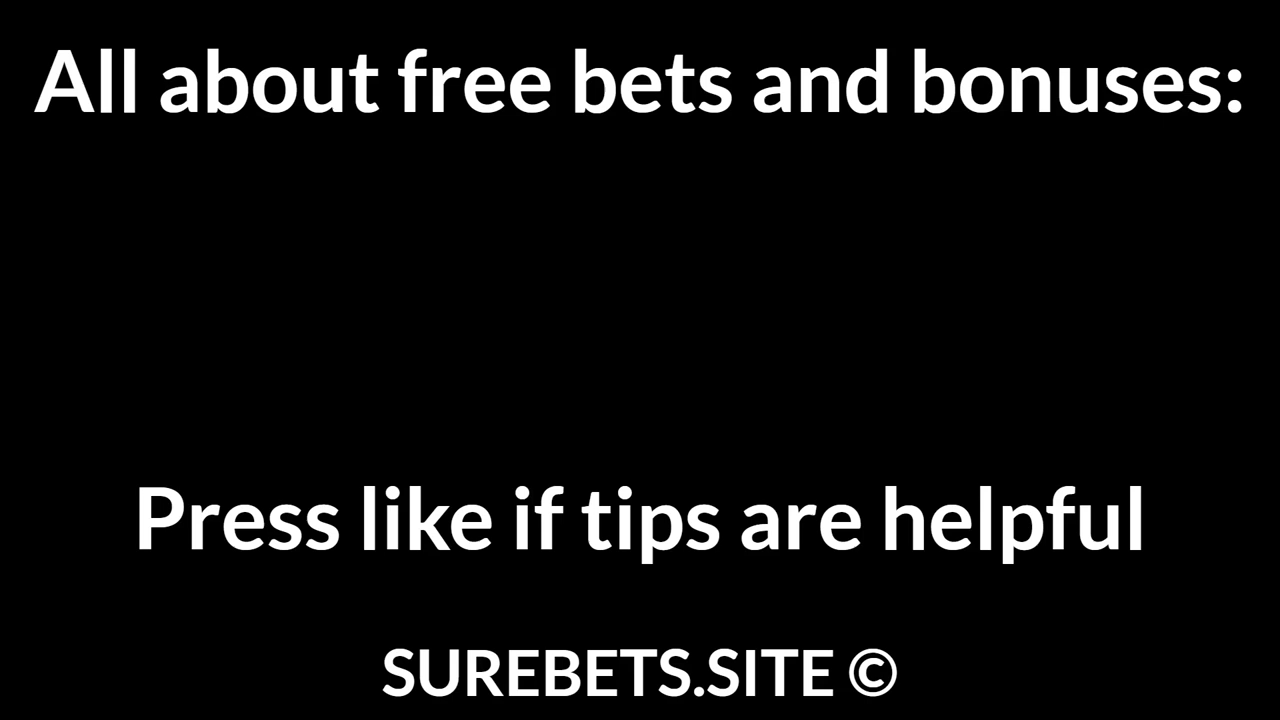 All about free bets and bonuses:
Press like if tips are helpful
SUREBETS.SITE ©